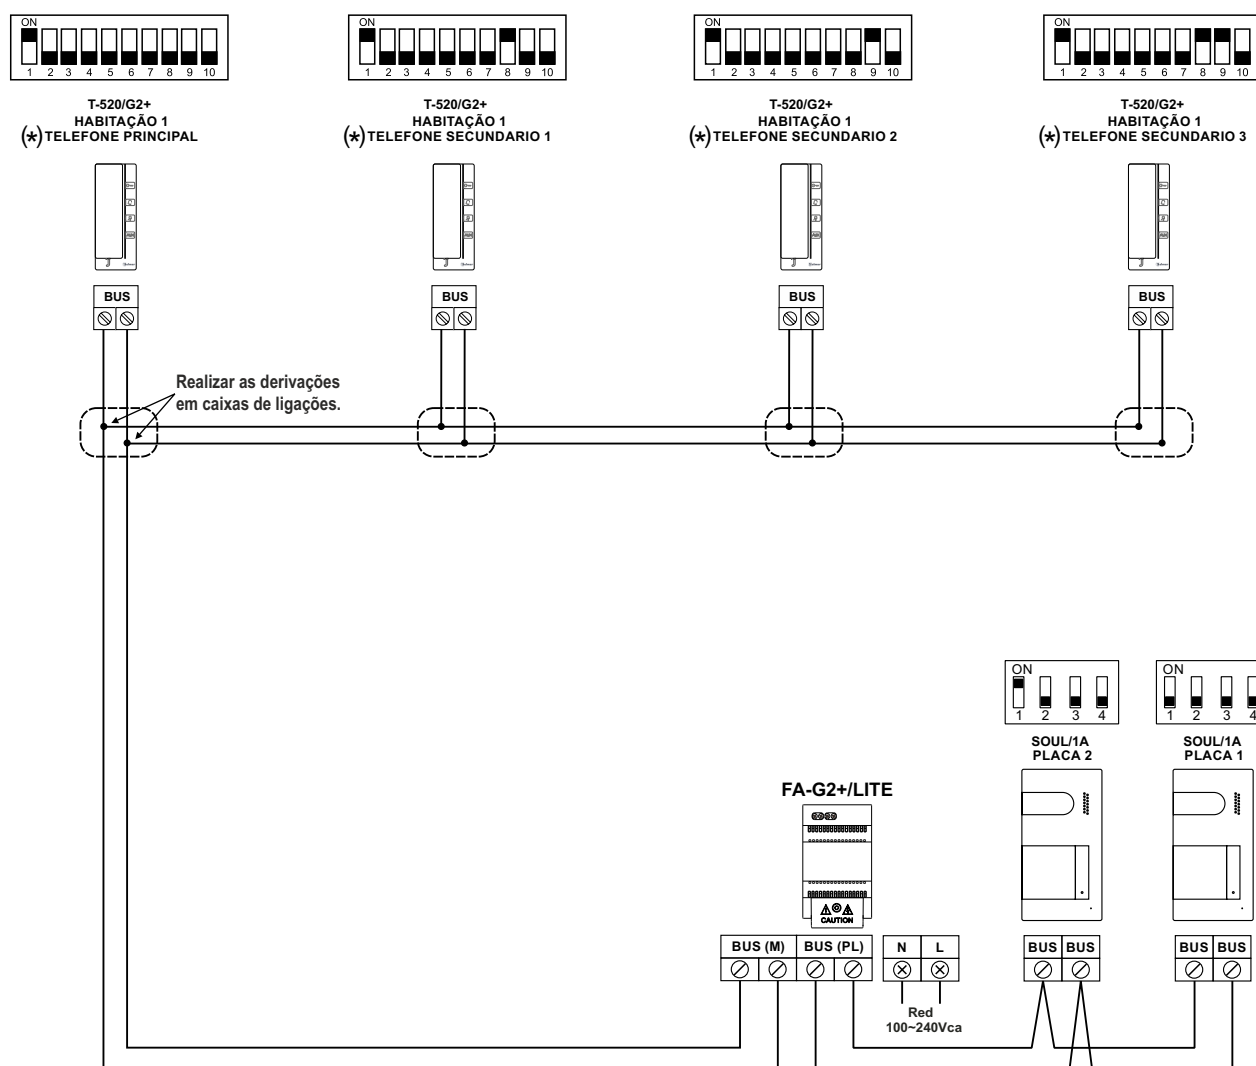 ON
1 2 3 4 5 6 7 8 9 10
T-520/G2+
HABITAÇÃO 1
(*) TELEFONE PRINCIPAL
BUS
ON
1 2 3 4 5 6 7 8 9 10
T-520/G2+
HABITAÇÃO 1
(*) TELEFONE SECUNDARIO 1
BUS
ON
1 2 3 4 5 6 7 8 9 10
T-520/G2+
HABITAÇÃO 1
(*) TELEFONE SECUNDARIO 2
BUS
ON
1 2 3 4 5 6 7 8 9 10
T-520/G2+
HABITAÇÃO 1
(*) TELEFONE SECUNDARIO 3
BUS
Realizar as derivações
em caixas de ligações.
FA-G2+/LITE
CAUTION
BUS (M) BUS (PL) N L
Red
100~240Vca
ON
1 2 3 4
SOUL/1A
PLACA 2
BUS BUS
ON
1 2 3 4
SOUL/1A
PLACA 1
BUS BUS